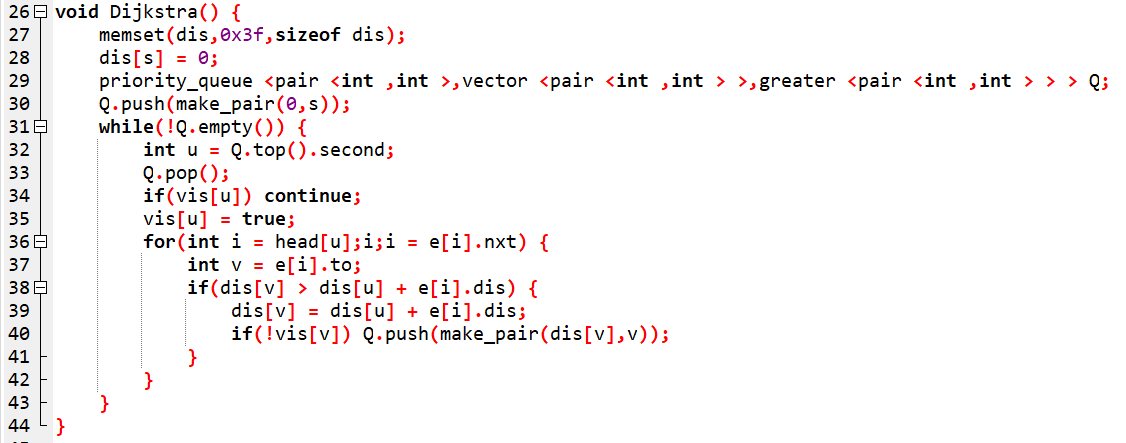 26 void Dijkstra() {
27 memset(dis,0x3f,sizeof dis);
28 dis[s] = 0;
29 priority_queue <pair <int ,int >,vector <pair <int ,int > >,greater <pair <int ,int > > > Q;
30 Q.push(make_pair(0,s));
31 while(!Q.empty()) {
32 int u = Q.top().second;
33 Q.pop();
34 if(vis[u]) continue;
35 vis[u] = true;
36 for(int i = head[u];i;i = e[i].nxt) {
37 int v = e[i].to;
38 if(dis[v] > dis[u] + e[i].dis) {
39 dis[v] = dis[u] + e[i].dis;
40 if(!vis[v]) Q.push(make_pair(dis[v],v));
41 }
42 }
43 }
44 }